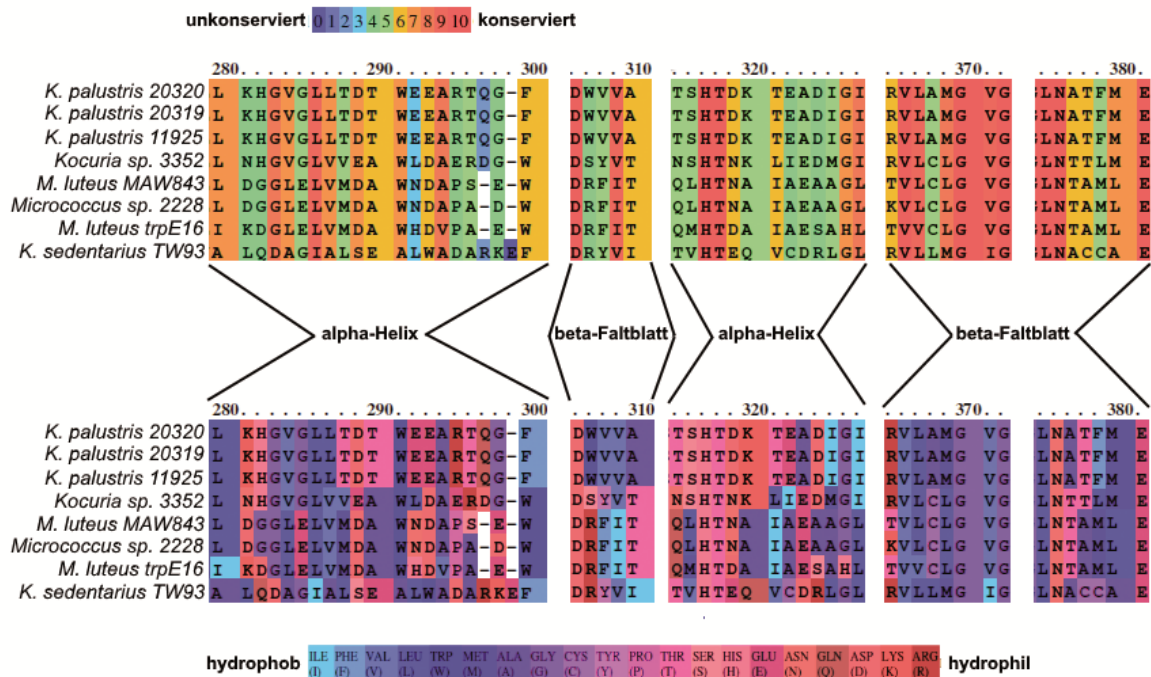 unkonserviert 0 1 2 3 4 5 6 7 8 9 10 konserviert
280. . . . . . . . . 290. . . . . . . . . 300 . . . . . 310 . . . . . 320. . . . . . . . . . . 370. . . . . . . . 380. .
K. palustris 20320 L KHGVGLLTDT WEEARTQG-F DWVVA TSHTDK TEADIGI RVLAMG VG GLNATFM E
K. palustris 20319 L KHGVGLLTDT WEEARTQG-F DWVVA TSHTDK TEADIGI RVLAMG VG GLNATFM E
K. palustris 11925 L KHGVGLLTDT WEEARTQG-F DWVVA TSHTDK TEADIGI RVLAMG VG GLNATFM E
Kocuria sp. 3352 L NHGVGLVVEA WLDAERDG-W DSYVT NSHTNK LIEDMGI RVLCLG VG GLNTTLM E
M. luteus MAW843 L DGGLELVMDA WNDAPS-E-W DRFIT QLHTNA IAEAAGL TVLCLG VG GLNTAML E
Micrococcus sp. 2228 L DGGLELVMDA WNDAPA-D-W DRFIT QLHTNA IAEAAGL KVLCLG VG GLNTAML E
M. luteus trpE16 I KDGLELVMDA WHDVPA-E-W DRFIT QMHTDA IAESAHL TVVCLG VG GLNTAML E
K. sedentarius TW93 A LQDAGIALSE ALWADARKEF DRYVI TVHTEQ VCDRLGL RVLLMG IG GLNACCA E
alpha-Helix beta-Faltblatt alpha-Helix beta-Faltblatt
280. . . . . . . . . 290. . . . . . . . . 300 . . . . . 310 . . . . . 320. . . . . . . . . . . 370. . . . . . . . 380. .
K. palustris 20320 L KHGVGLLTDT WEEARTQG-F DWVVA TSHTDK TEADIGI RVLAMG VG LNATFM E
K. palustris 20319 L KHGVGLLTDT WEEARTQG-F DWVVA TSHTDK TEADIGI RVLAMG VG LNATFM E
K. palustris 11925 L KHGVGLLTDT WEEARTQG-F DWVVA TSHTDK TEADIGI RVLAMG VG LNATFM E
Kocuria sp. 3352 L NHGVGLVVEA WLDAERDG-W DSYVT NSHTNK LIEDMGI RVLCLG VG LNTTLM E
M. luteus MAW843 L DGGLELVMDA WNDAPS-E-W DRFIT QLHTNA IAEAAGL TVLCLG VG LNTAML E
Micrococcus sp. 2228 L DGGLELVMDA WNDAPA-D-W DRFIT QLHTNA IAEAAGL KVLCLG VG LNTAML E
M. luteus trpE16 I KDGLELVMDA WHDVPA-E-W DRFIT QMHTDA IAESAHL TVVCLG VG LNTAML E
K. sedentarius TW93 A LQDAGIALSE ALWADARKEF DRYVI TVHTEQ VCDRLGL RVLLMG IG LNACCA E
hydrophob ILE PHE VAL LEU TRP MET ALA GLY CYS TYR PRO THR SER HIS GLU ASN GLN ASP LYS ARG hydrophil
(I) (F) (V) (L) (W) (M) (A) (G) (C) (Y) (P) (T) (S) (H) (E) (N) (Q) (D) (K) (R)